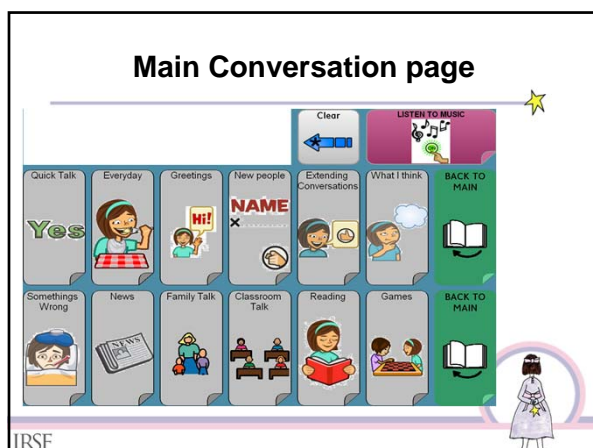 Main Conversation page
Clear
LISTEN TO MUSIC
Quick Talk
Everyday
Greetings
New people
Extending
Conversations
What I think
BACK TO
MAIN
Yes
Hi!
NAME
x
Somethings
Wrong
News
Family Talk
Classroom
Talk
Reading
Games
BACK TO
MAIN
NEWS
IRSF